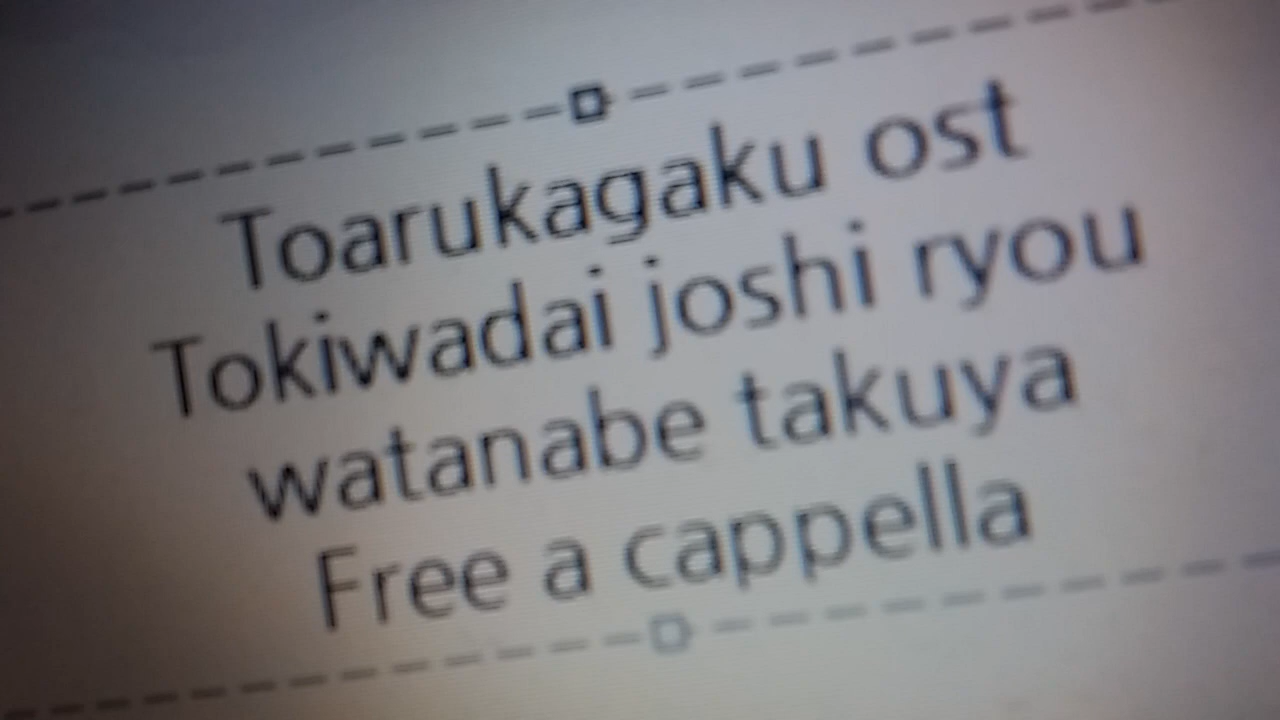 Toarukagaku ost
Tokiwadai joshi ryou
watanabe takuya
Free a cappella